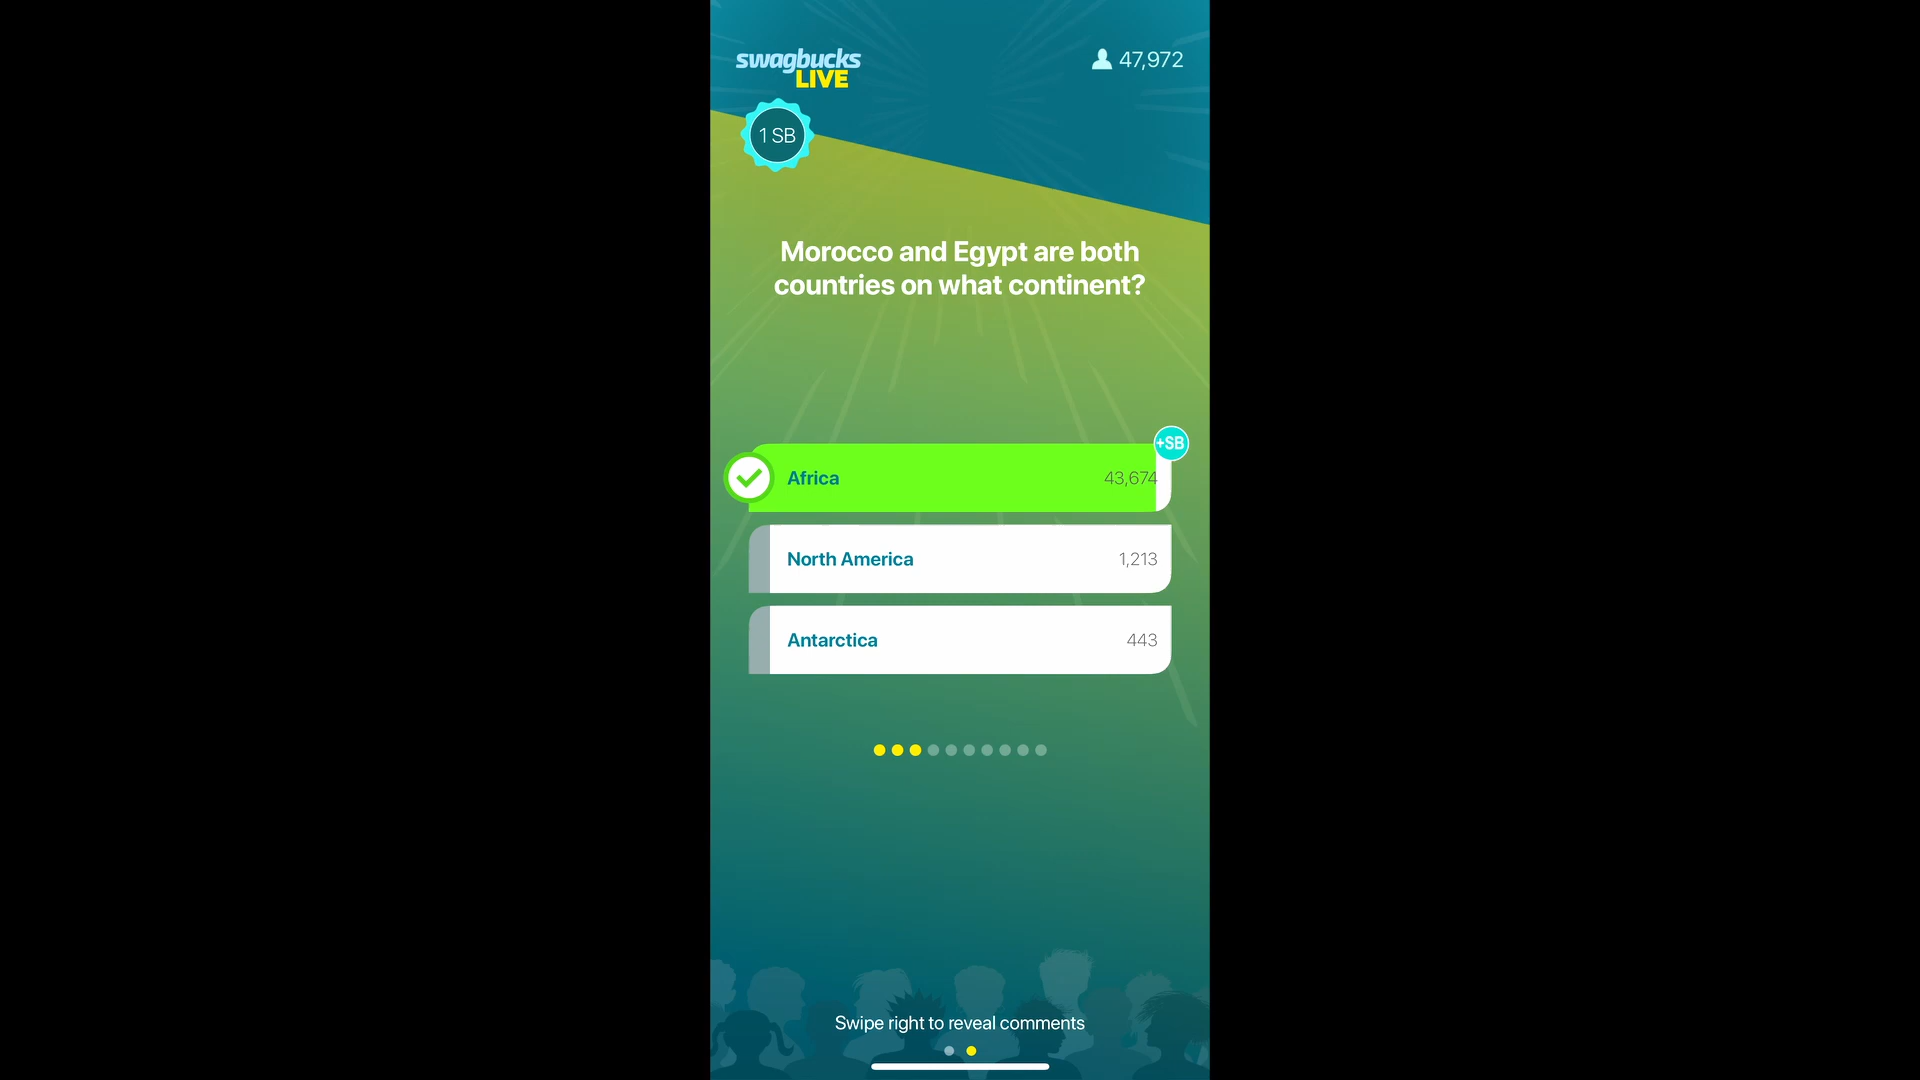 swagbucks
LIVE
47,972
1 SB
Morocco and Egypt are both
countries on what continent?
+SB
Africa
43,674
North America
1,213
Antarctica
443
Swipe right to reveal comments